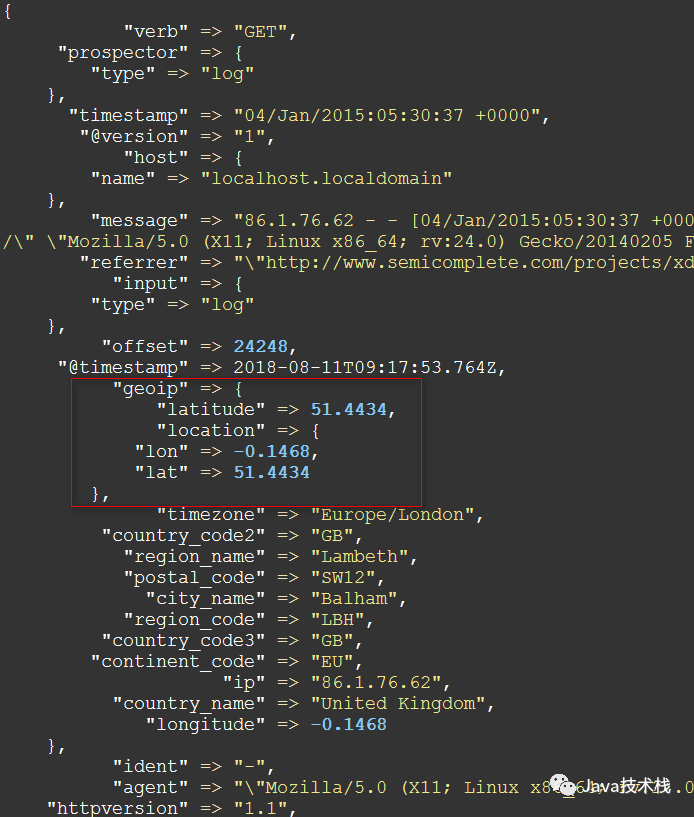 {
"verb" => "GET",
"prospector" => {
"type" => "log"
},
"timestamp" => "04/Jan/2015:05:30:37 +0000",
"@version" => "1",
"host" => {
"name" => "localhost.localdomain"
},
"message" => "86.1.76.62 - - [04/Jan/2015:05:30:37 +000
/\" \"Mozilla/5.0 (X11; Linux x86_64; rv:24.0) Gecko/20140205 F
"referrer" => "\"http://www.semicomplete.com/projects/xd
"input" => {
"type" => "log"
},
"offset" => 24248,
"@timestamp" => 2018-08-11T09:17:53.764Z,
"geoip" => {
"latitude" => 51.4434,
"location" => {
"lon" => -0.1468,
"lat" => 51.4434
},
"timezone" => "Europe/London",
"country_code2" => "GB",
"region_name" => "Lambeth",
"postal_code" => "SW12",
"city_name" => "Balham",
"region_code" => "LBH",
"country_code3" => "GB",
"continent_code" => "EU",
"ip" => "86.1.76.62",
"country_name" => "United Kingdom",
"longitude" => -0.1468
},
"ident" => "-",
"agent" => "\"Mozilla/5.0 (X11; Linux x8
Java技术栈
"httpversion" => "1.1",